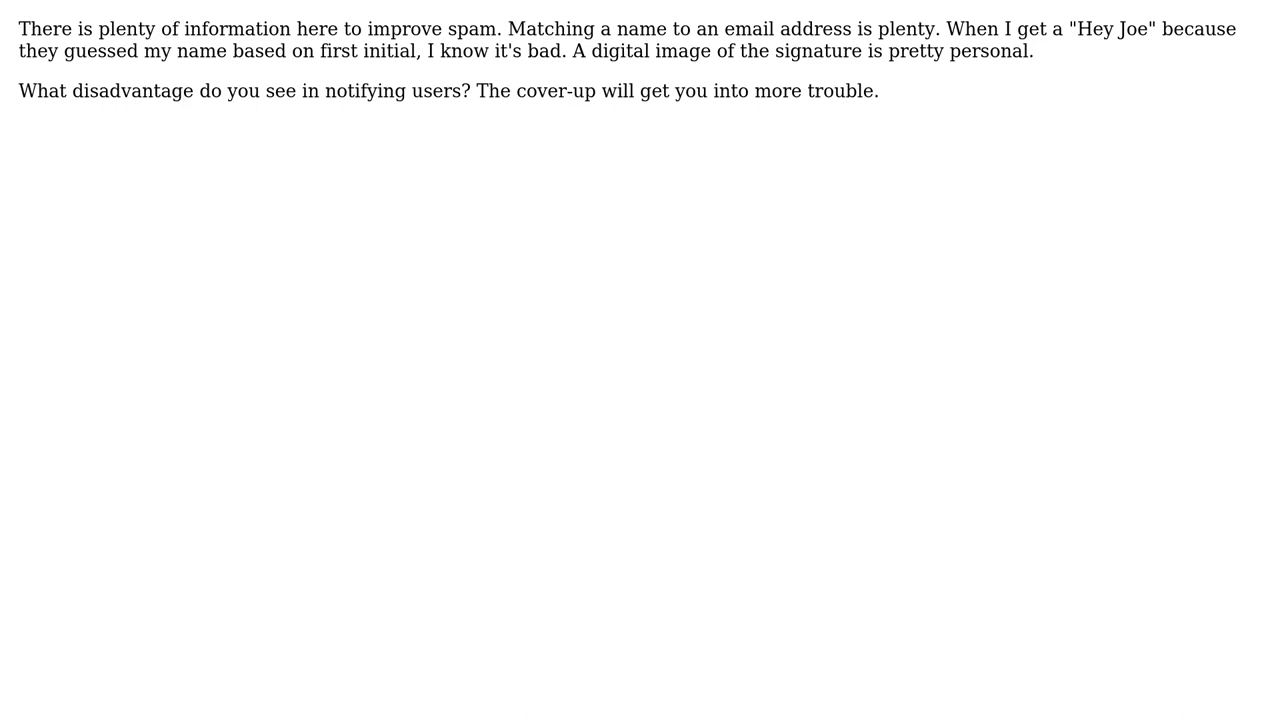 There is plenty of information here to improve spam. Matching a name to an email address is plenty. When I get a "Hey Joe" because
they guessed my name based on first initial, I know it's bad. A digital image of the signature is pretty personal.
What disadvantage do you see in notifying users? The cover-up will get you into more trouble.